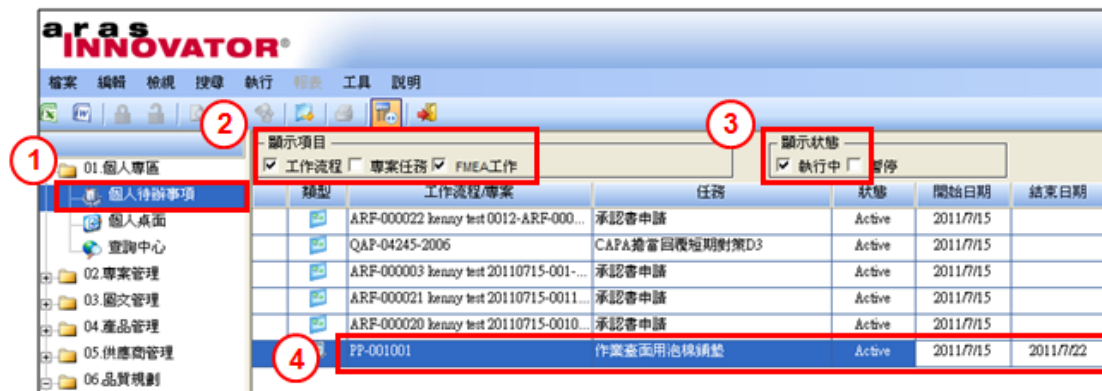 aras
INNOVATOR®
檔案 編輯 檢視 搜尋 執行 報表 工具 說明
2
3
顯示項目
顯示狀態
1
01.個人專區
工作流程 專案任務 FMEA工作
執行中 暫停
個人待辦事項
類型 工作流程/專案 任務 狀態 開始日期 結束日期
個人桌面
ARF-000022 kenny test 0012-ARF-000... 承認書申請 Active 2011/7/15
查詢中心
QAP-04245-2006 CAPA擔當回覆短期對策D3 Active 2011/7/15
02.專案管理
ARF-000003 kenny test 20110715-001-... 承認書申請 Active 2011/7/15
03.圖文管理
ARF-000021 kenny test 20110715-0011... 承認書申請 Active 2011/7/15
04.產品管理
ARF-000020 kenny test 20110715-0010... 承認書申請 Active 2011/7/15
05.供應商管理
4
PP-001001 作業臺面用泡棉鋪墊 Active 2011/7/15 2011/7/22
06.品質規劃